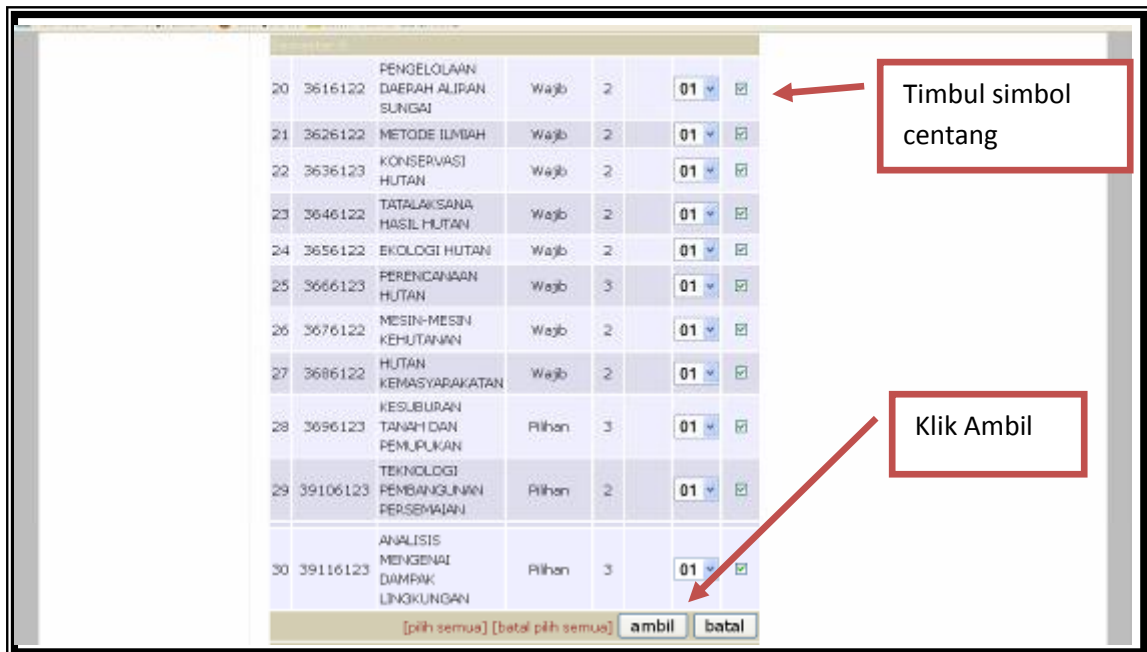 20 3616122 PENGELOLAAN DAERAH ALIRAN SUNGAI Wajib 2 01
21 3626122 METODE ILMIAH Wajib 2 01
22 3636123 KONSERVASI HUTAN Wajib 2 01
23 3646122 TATALAKSANA HASIL HUTAN Wajib 2 01
24 3656122 EKOLOGI HUTAN Wajib 2 01
25 3666123 PERENCANAAN HUTAN Wajib 3 01
26 3676122 MESIN-MESIN KEHUTANAN Wajib 2 01
27 3686122 HUTAN KEMASYARAKATAN Wajib 2 01
28 3696123 KESUBURAN TANAH DAN PEMUPUKAN Pilihan 3 01
29 39106123 TEKNOLOGI PEMBANGUNAN PERSEMAIAN Pilihan 2 01
30 39116123 ANALISIS MENGENAI DAMPAK LINGKUNGAN Pilihan 3 01
[pilih semua] [batal pilih semua] ambil batal
Timbul simbol
centang
Klik Ambil